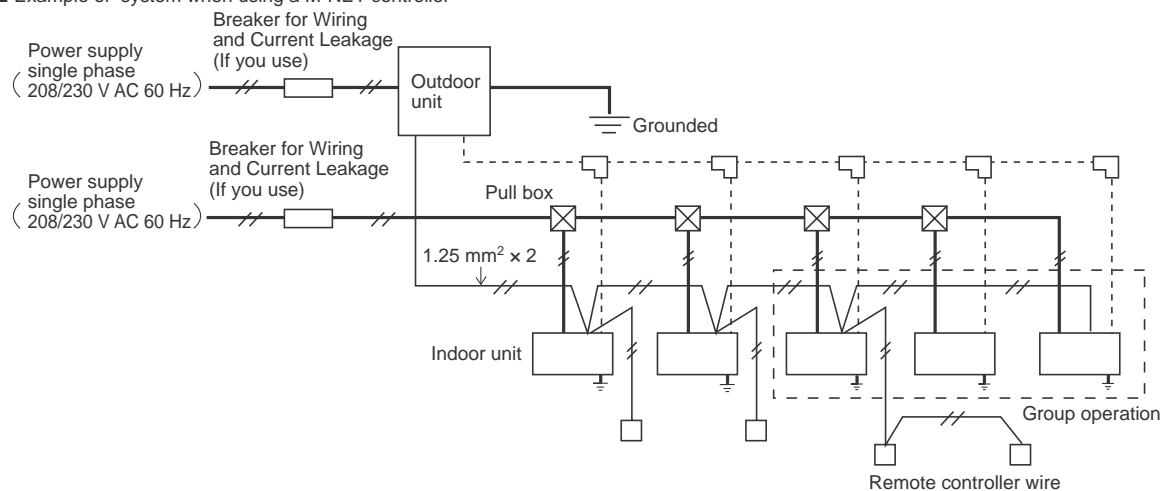 Example of system when using a M-NET controller
Breaker for Wiring
and Current Leakage
(If you use)
Power supply
single phase
(208/230 V AC 60 Hz)
Outdoor
unit
Grounded
Breaker for Wiring
and Current Leakage
(If you use)
Power supply
single phase
(208/230 V AC 60 Hz)
Pull box
1.25 mm² × 2
Indoor unit
Group operation
Remote controller wire